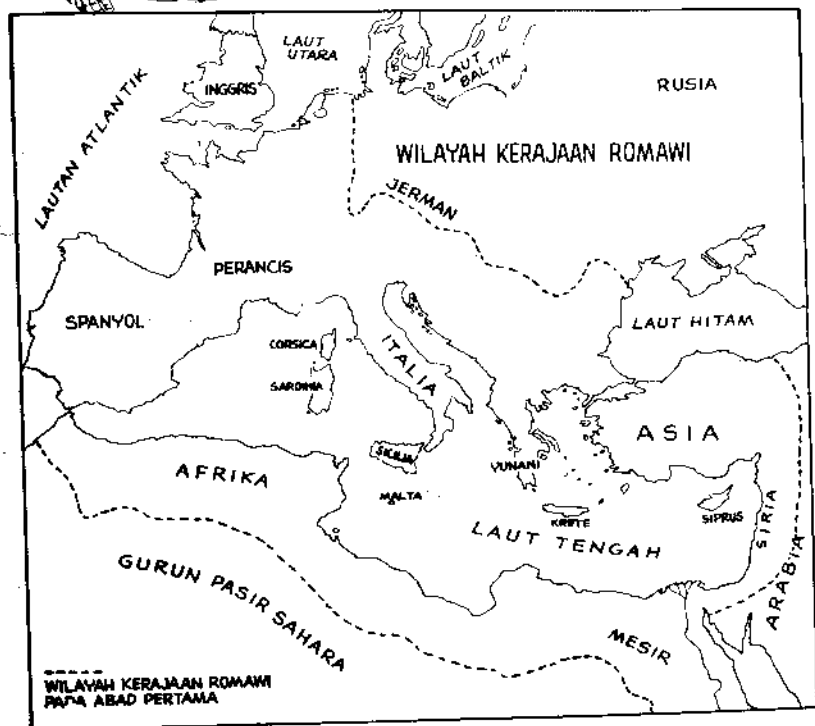 LAUT
UTARA
LAUT
BALTIK
RUSIA
INGGRIS
LAUTAN ATLANTIK
WILAYAH KERAJAAN ROMAWI
JERMAN
PERANCIS
SPANYOL
LAUT HITAM
CORSICA
ITALIA
SARDINIA
ASIA
SICILIA
YUNANI
AFRIKA
MALTA
KRETE
SIPRUS
SIRIA
LAUT TENGAH
ARABIA
GURUN PASIR SAHARA
MESIR
WILAYAH KERAJAAN ROMAWI
PADA ABAD PERTAMA